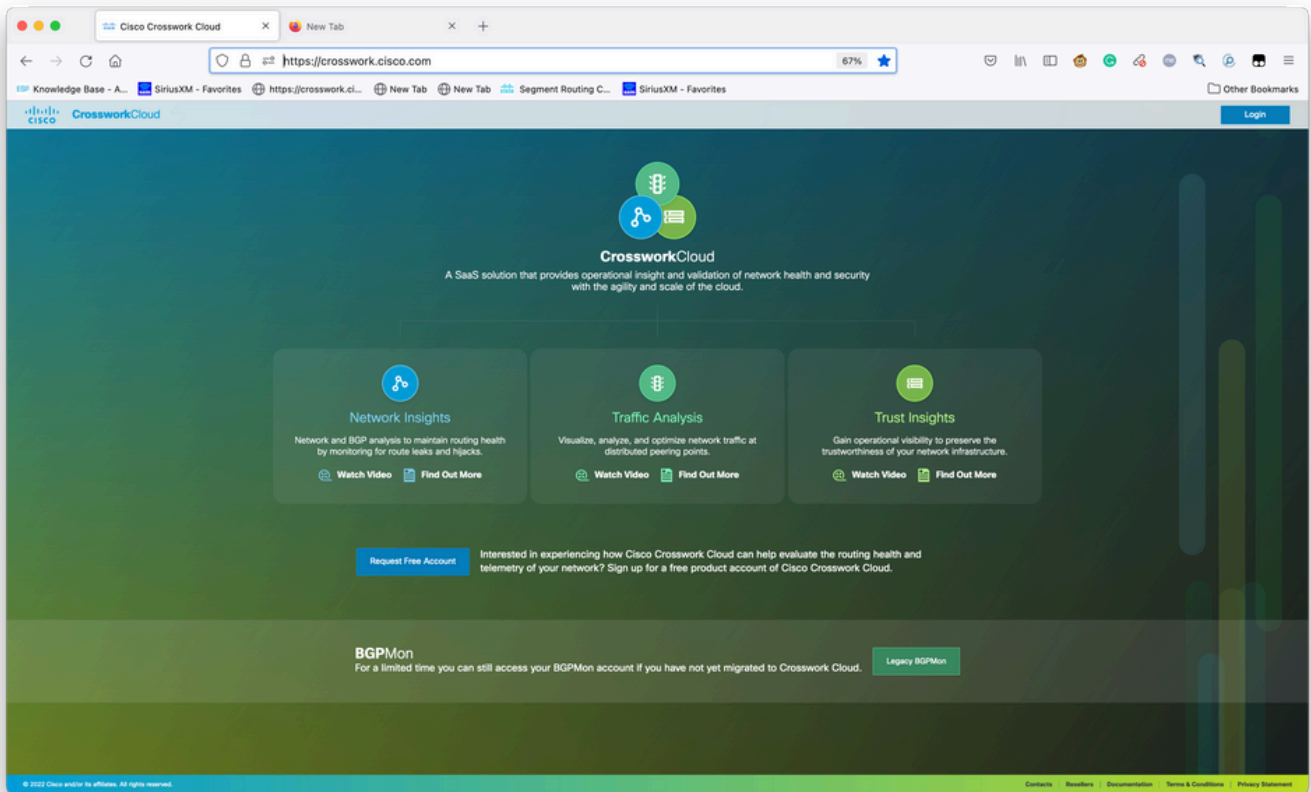 Cisco Crosswork Cloud
New Tab
https://crosswork.cisco.com
67%
Knowledge Base - A...
SiriusXM - Favorites
https://crosswork.ci...
New Tab
New Tab
Segment Routing C...
SiriusXM - Favorites
Other Bookmarks
CISCO
CrossworkCloud
Login
CrossworkCloud
A SaaS solution that provides operational insight and validation of network health and security
with the agility and scale of the cloud.
Network Insights
Network and BGP analysis to maintain routing health
by monitoring for route leaks and hijacks.
Watch Video
Find Out More
Traffic Analysis
Visualize, analyze, and optimize network traffic at
distributed peering points.
Watch Video
Find Out More
Trust Insights
Gain operational visibility to preserve the
trustworthiness of your network infrastructure.
Watch Video
Find Out More
Request Free Account
Interested in experiencing how Cisco Crosswork Cloud can help evaluate the routing health and
telemetry of your network? Sign up for a free product account of Cisco Crosswork Cloud.
BGPMon
For a limited time you can still access your BGPMon account if you have not yet migrated to Crosswork Cloud.
Legacy BGPMon
© 2022 Cisco and/or its affiliates. All rights reserved.
Contacts | Resellers | Documentation | Terms & Conditions | Privacy Statement